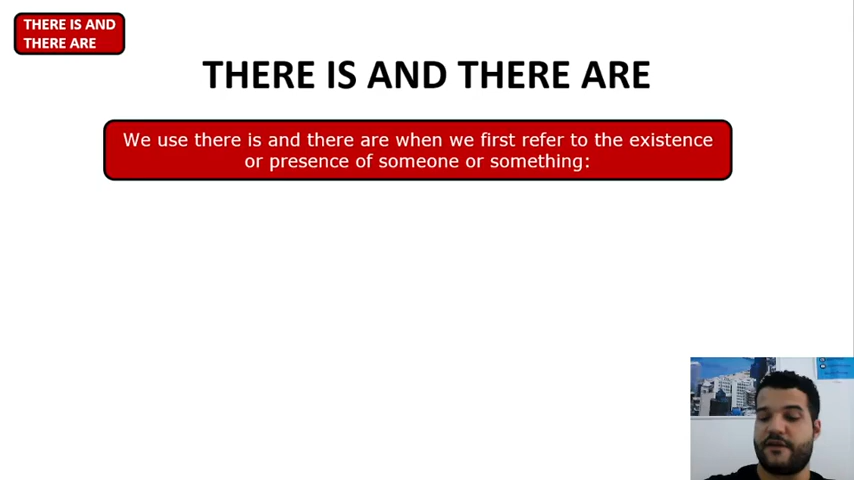 THERE IS AND
THERE ARE
THERE IS AND THERE ARE
We use there is and there are when we first refer to the existence
or presence of someone or something: